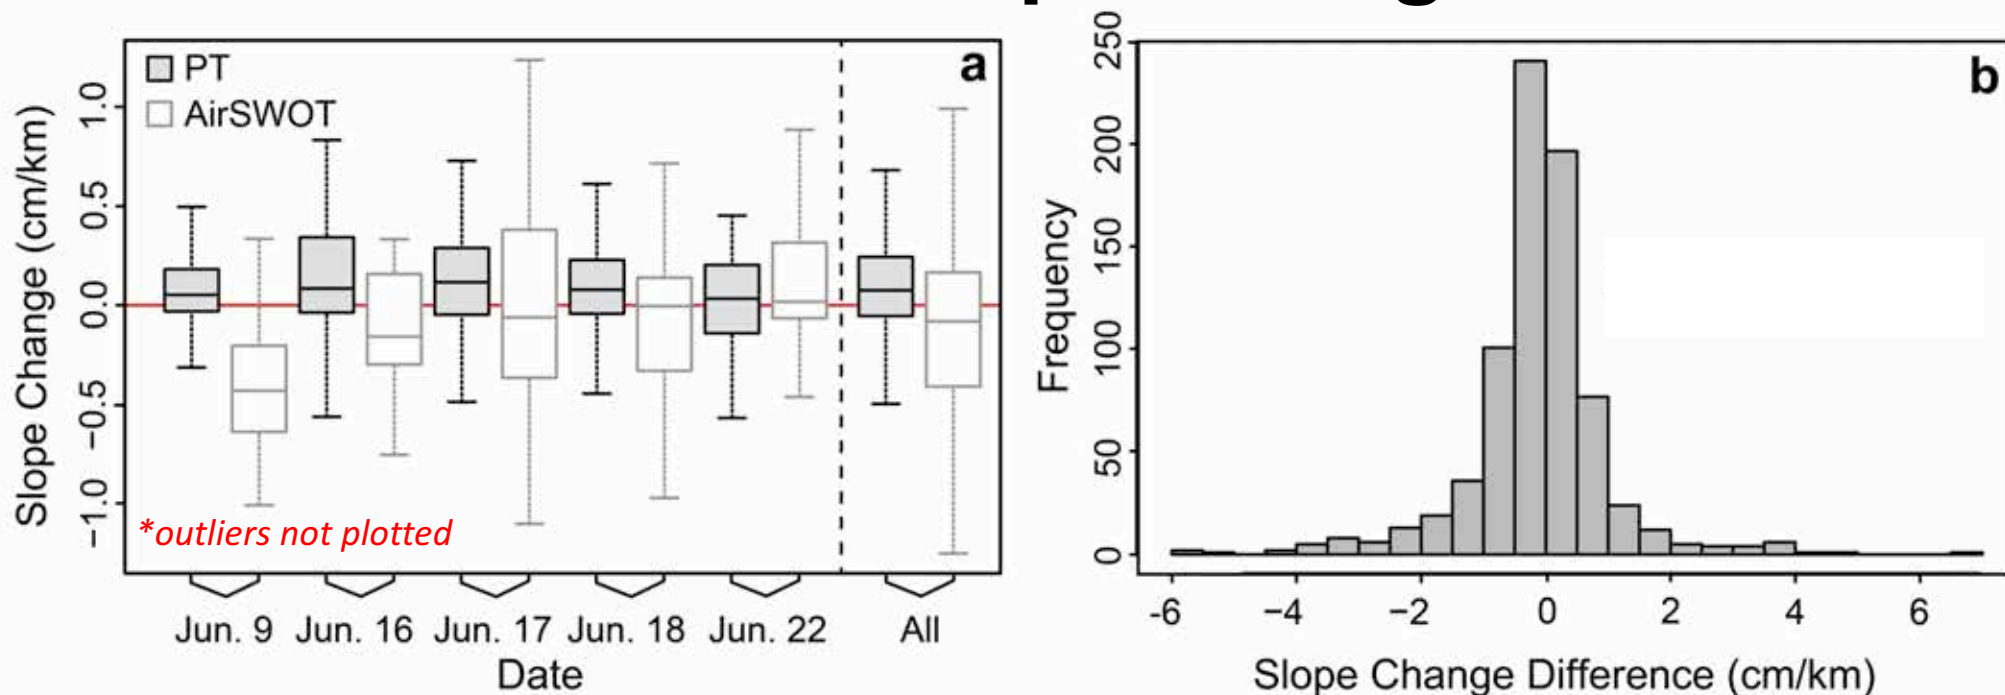 PT
AirSWOT
a
Slope Change (cm/km)
1.0
0.5
0.0
−0.5
−1.0
*outliers not plotted
Jun. 9 Jun. 16 Jun. 17 Jun. 18 Jun. 22 All
Date
b
Frequency
250
200
150
100
50
0
-6 −4 −2 0 2 4 6
Slope Change Difference (cm/km)